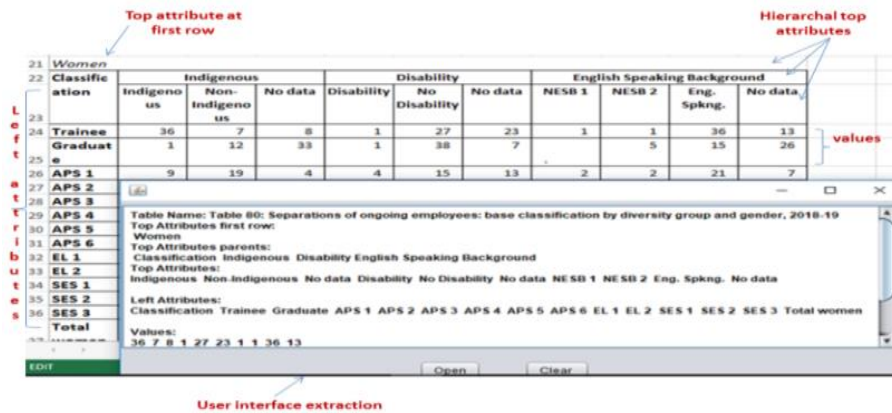 Top attribute at
first row
Hierarchal top
attributes
21 Women
22 Classific Indigenous Disability English Speaking Background
ation Indigeno Non- No data Disability No No data NESB 1 NESB 2 Eng. No data
us Indigeno Disability Spkng.
23 us
24 Trainee 36 7 8 1 27 23 1 1 36 13
Graduat 1 12 33 1 38 7 5 15 26
25 e
26 APS 1 9 19 4 4 15 13 2 2 21 7
27 APS 2
28 APS 3
29 APS 4
30 APS 5
31 APS 6
32 EL 1
33 EL 2
34 SES 1
35 SES 2
36 SES 3
Total
Left attributes
values
Table Name: Table 80: Separations of ongoing employees: base classification by diversity group and gender, 2018-19
Top Attributes first row:
Women
Top Attributes parents:
Classification Indigenous Disability English Speaking Background
Top Attributes:
Indigenous Non-Indigenous No data Disability No Disability No data NESB 1 NESB 2 Eng. Spkng. No data
Left Attributes:
Classification Trainee Graduate APS 1 APS 2 APS 3 APS 4 APS 5 APS 6 EL 1 EL 2 SES 1 SES 2 SES 3 Total women
Values:
36 7 8 1 27 23 1 1 36 13
Open Clear
EDIT
User interface extraction